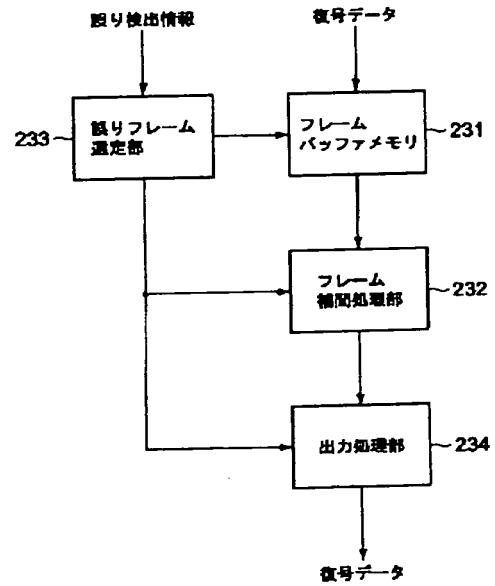 誤り検出情報
復号データ
誤りフレーム
選定部
233
フレーム
バッファメモリ
231
フレーム
補間処理部
232
出力処理部
234
復号データ